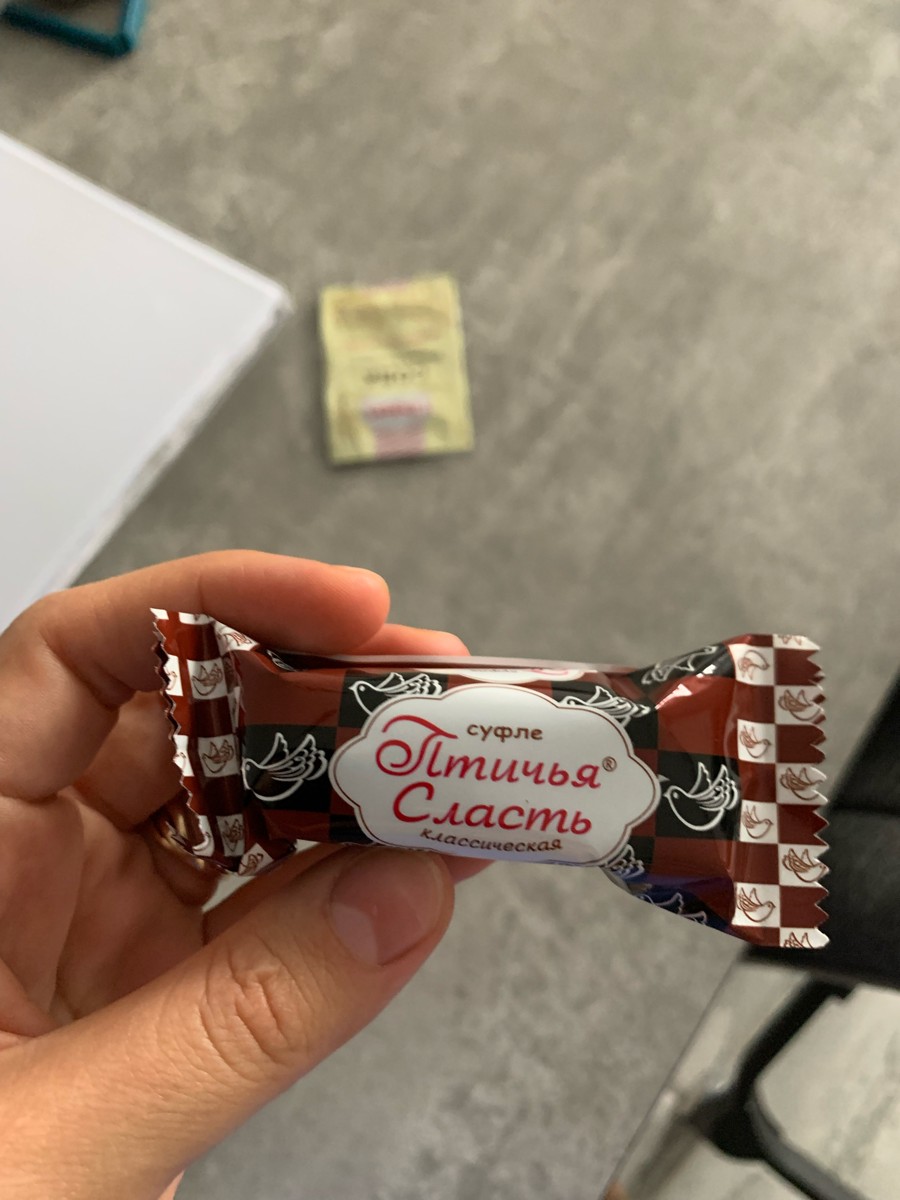 суфле
Птичья®
Сласть
классическая